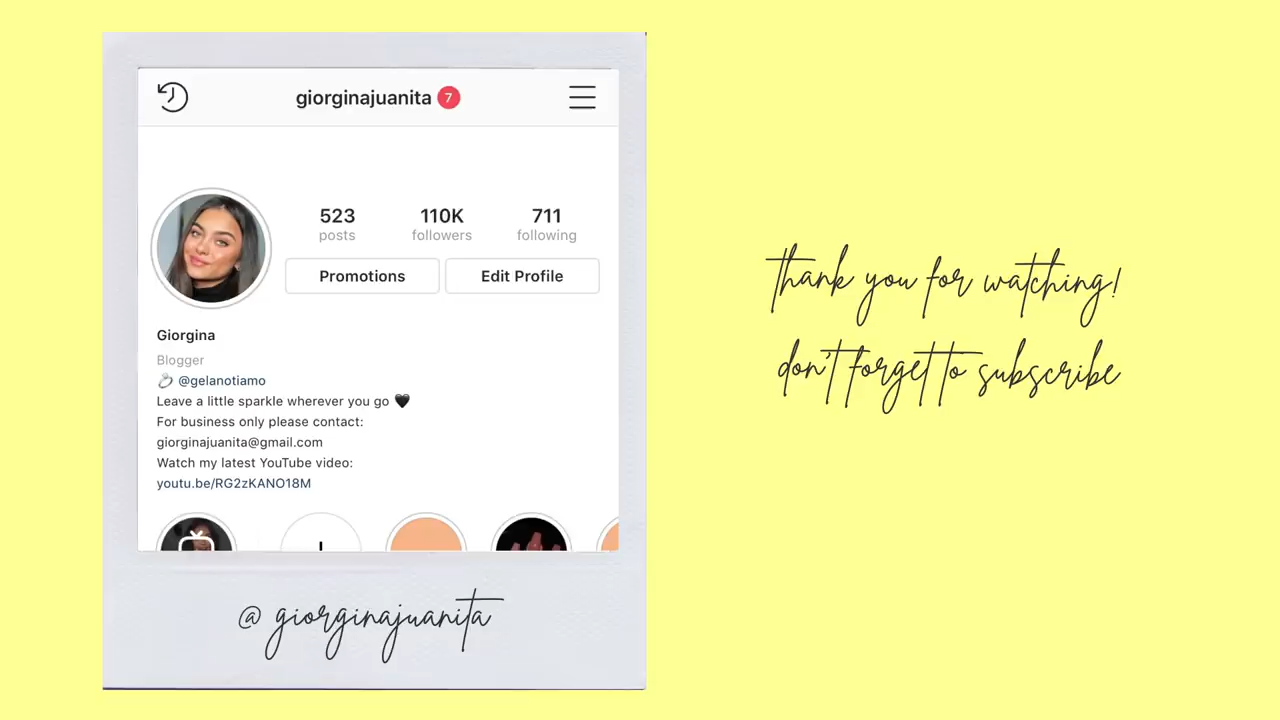 giorginajuanita 7
523 110K 711
posts followers following
Promotions Edit Profile
Giorgina
Blogger
@gelanotiamo
Leave a little sparkle wherever you go 🖤
For business only please contact:
giorginajuanita@gmail.com
Watch my latest YouTube video:
youtu.be/RG2zKANO18M
@ giorginajuanita
thank you for watching!
don't forget to subscribe